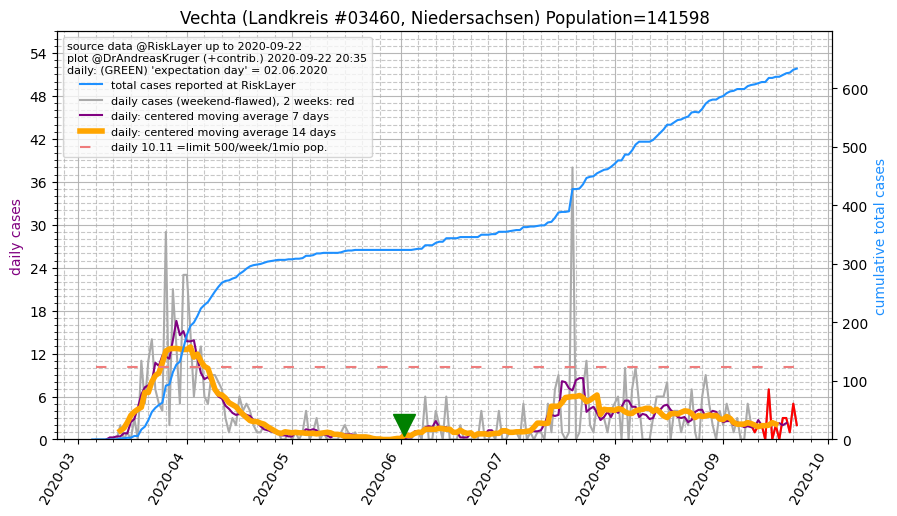 Vechta (Landkreis #03460, Niedersachsen) Population=141598
source data @RiskLayer up to 2020-09-22
plot @DrAndreasKruger (+contrib.) 2020-09-22 20:35
daily: (GREEN) 'expectation day' = 02.06.2020
total cases reported at RiskLayer
daily cases (weekend-flawed), 2 weeks: red
daily: centered moving average 7 days
daily: centered moving average 14 days
daily 10.11 =limit 500/week/1mio pop.
daily cases
54
48
42
36
30
24
18
12
6
0
cumulative total cases
600
500
400
300
200
100
0
2020-03
2020-04
2020-05
2020-06
2020-07
2020-08
2020-09
2020-10